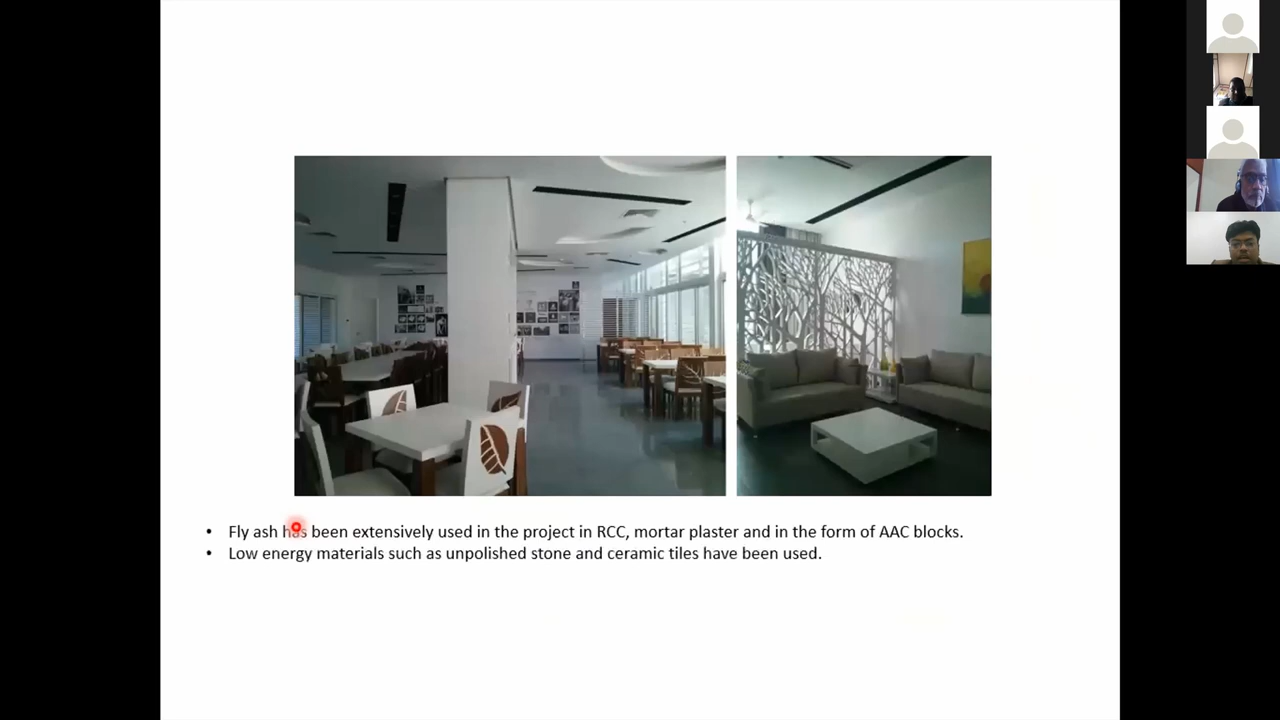 • Fly ash has been extensively used in the project in RCC, mortar plaster and in the form of AAC blocks.
• Low energy materials such as unpolished stone and ceramic tiles have been used.